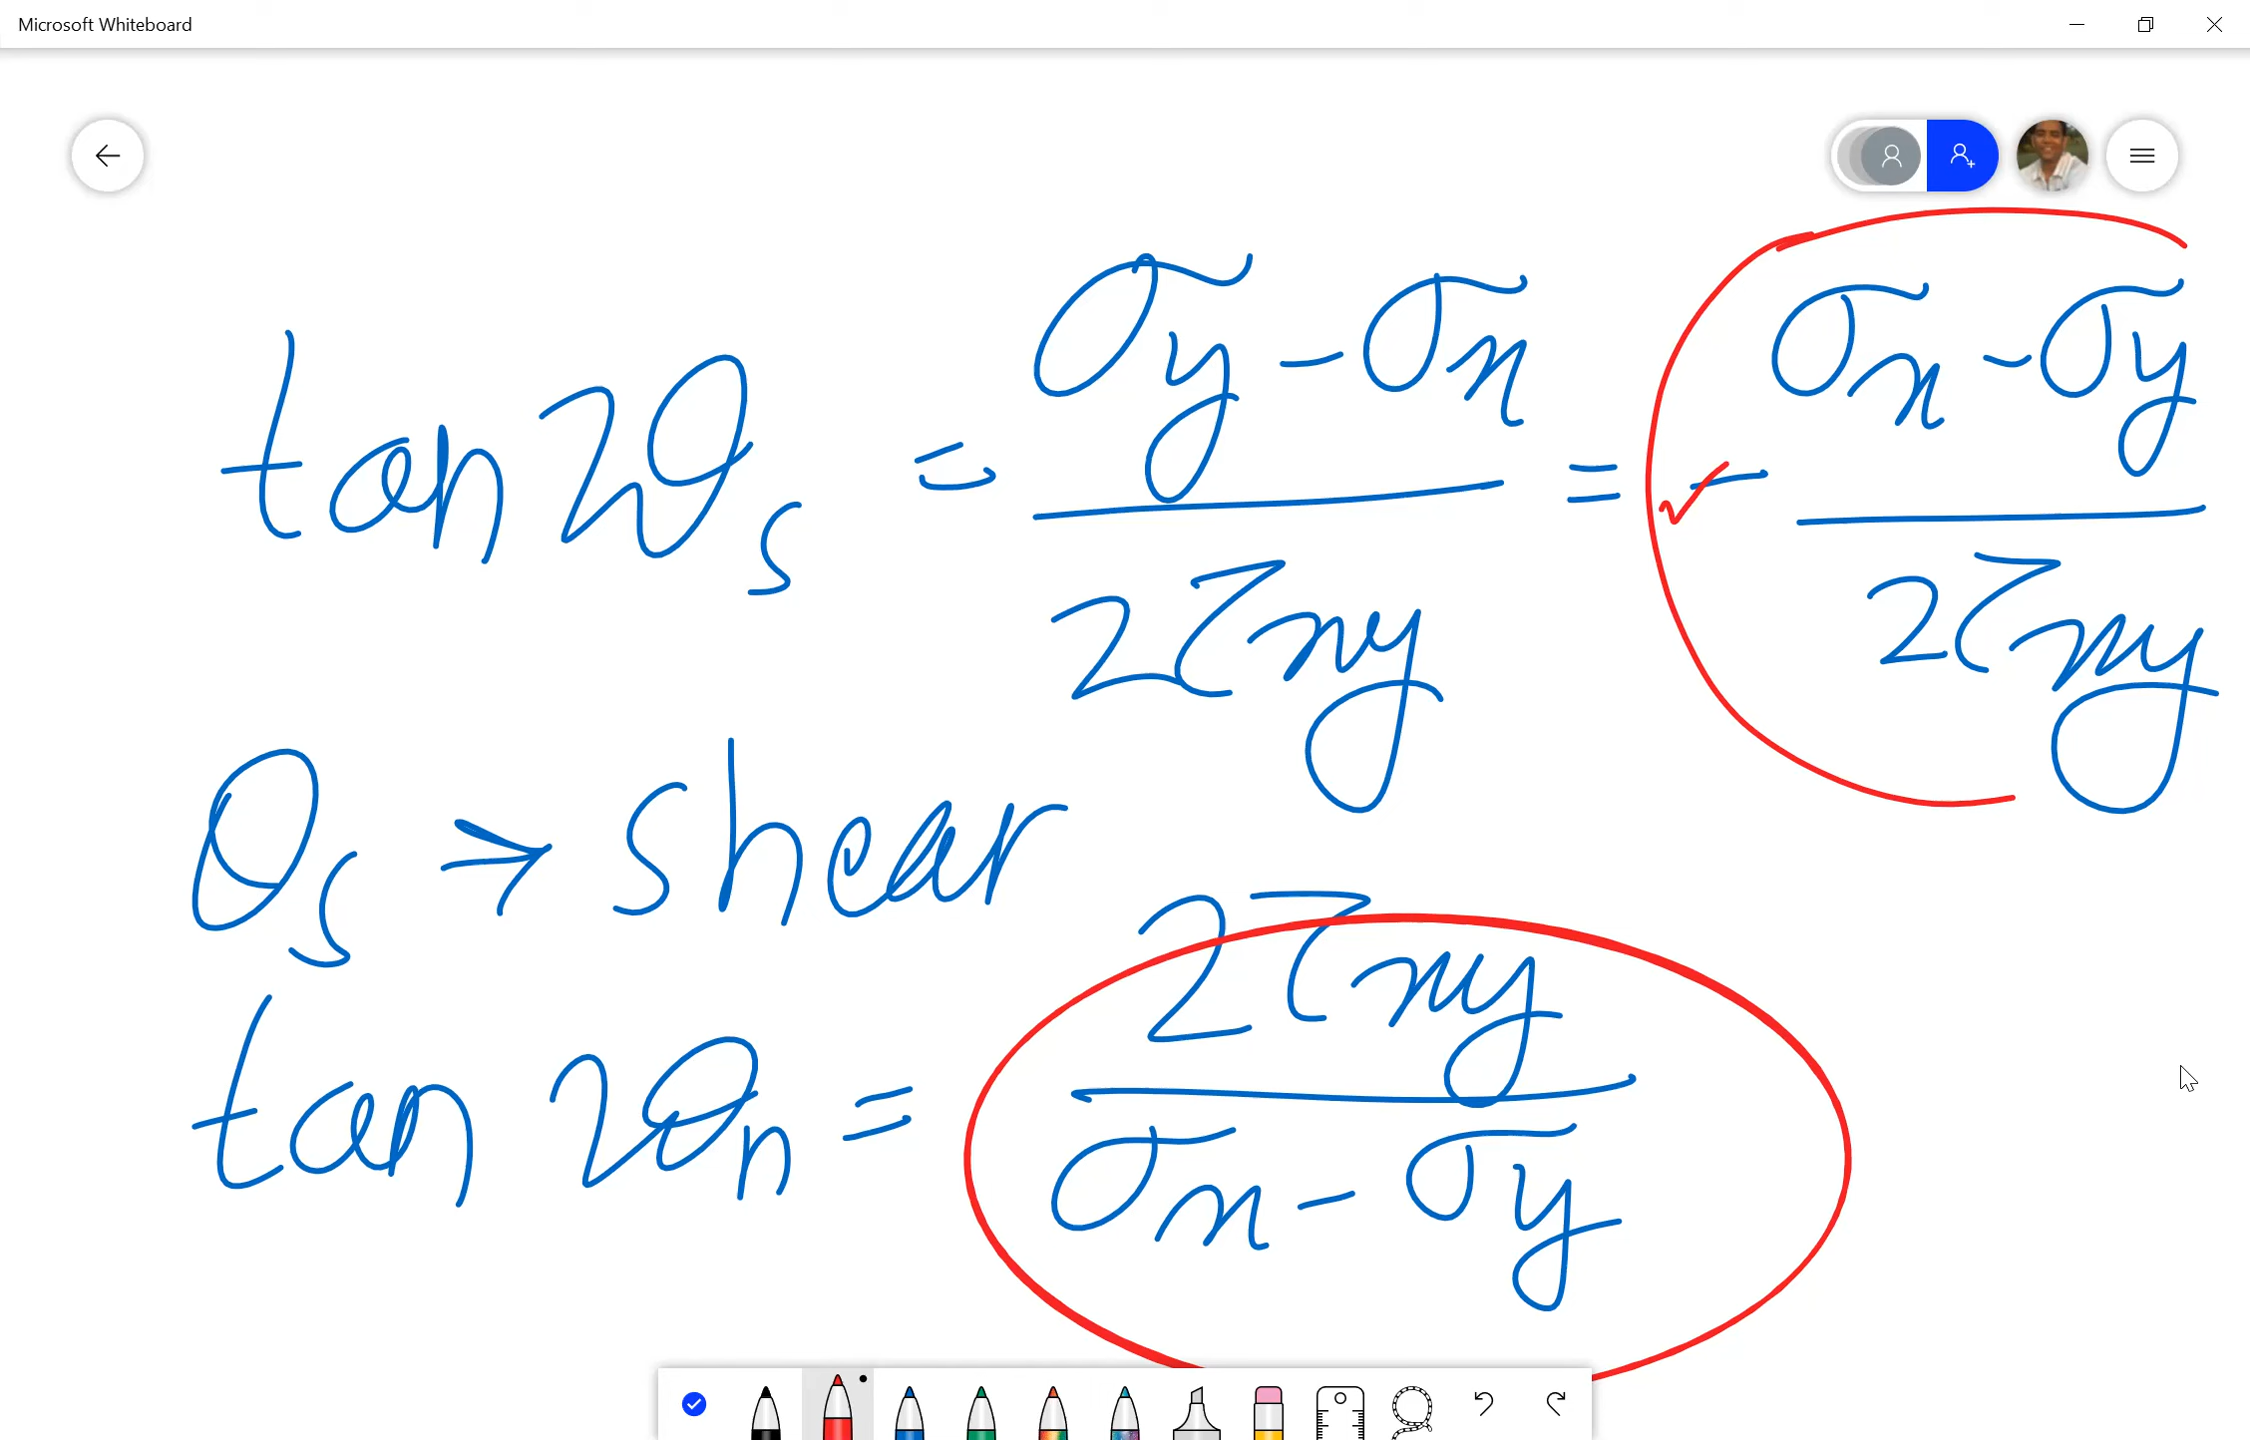 Microsoft Whiteboard
tan 2θs = σy - σx / 2τxy = - σx - σy / 2τxy
θs → shear
tan 2θn = 2τxy / σx - σy